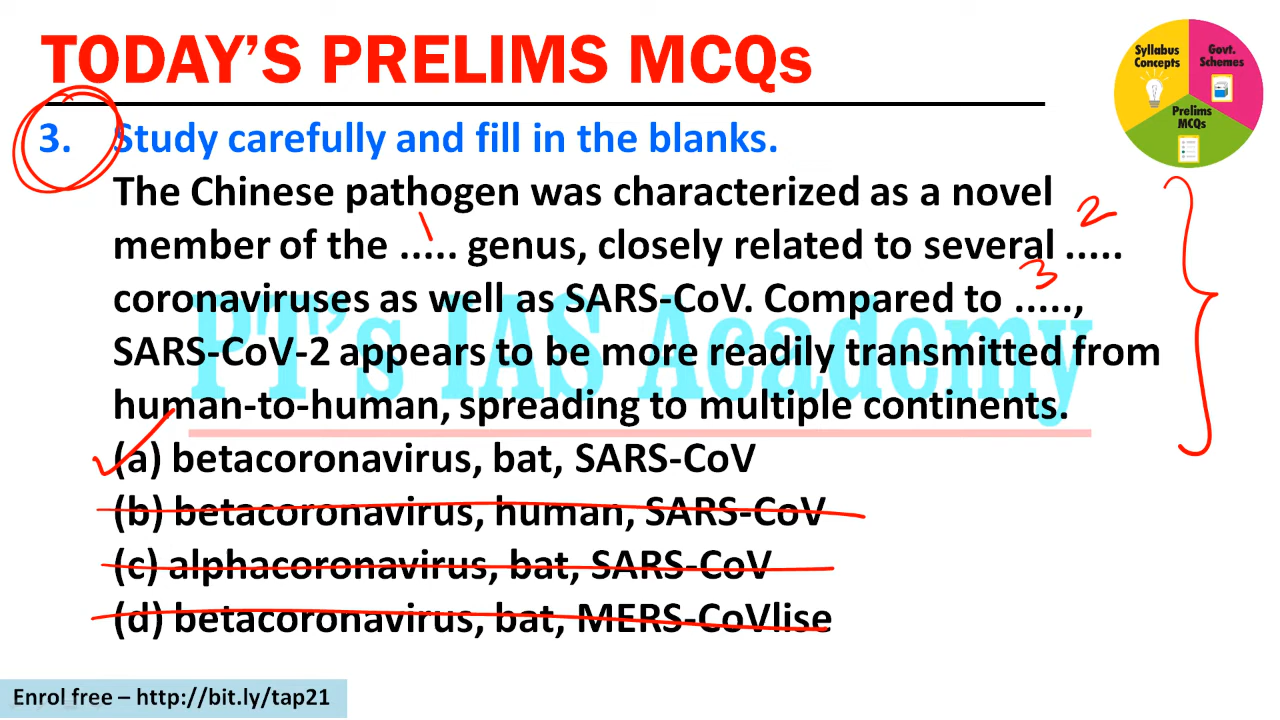 TODAY'S PRELIMS MCQs
Syllabus Concepts
Govt. Schemes
Prelims MCQs
3. Study carefully and fill in the blanks.
The Chinese pathogen was characterized as a novel
1
2
member of the ..... genus, closely related to several .....
3
coronaviruses as well as SARS-CoV. Compared to .....,
SARS-CoV-2 appears to be more readily transmitted from
human-to-human, spreading to multiple continents.
PT's IAS Academy
(a) betacoronavirus, bat, SARS-CoV
(b) betacoronavirus, human, SARS-CoV
(c) alphacoronavirus, bat, SARS-CoV
(d) betacoronavirus, bat, MERS-CoVlise
Enrol free – http://bit.ly/tap21